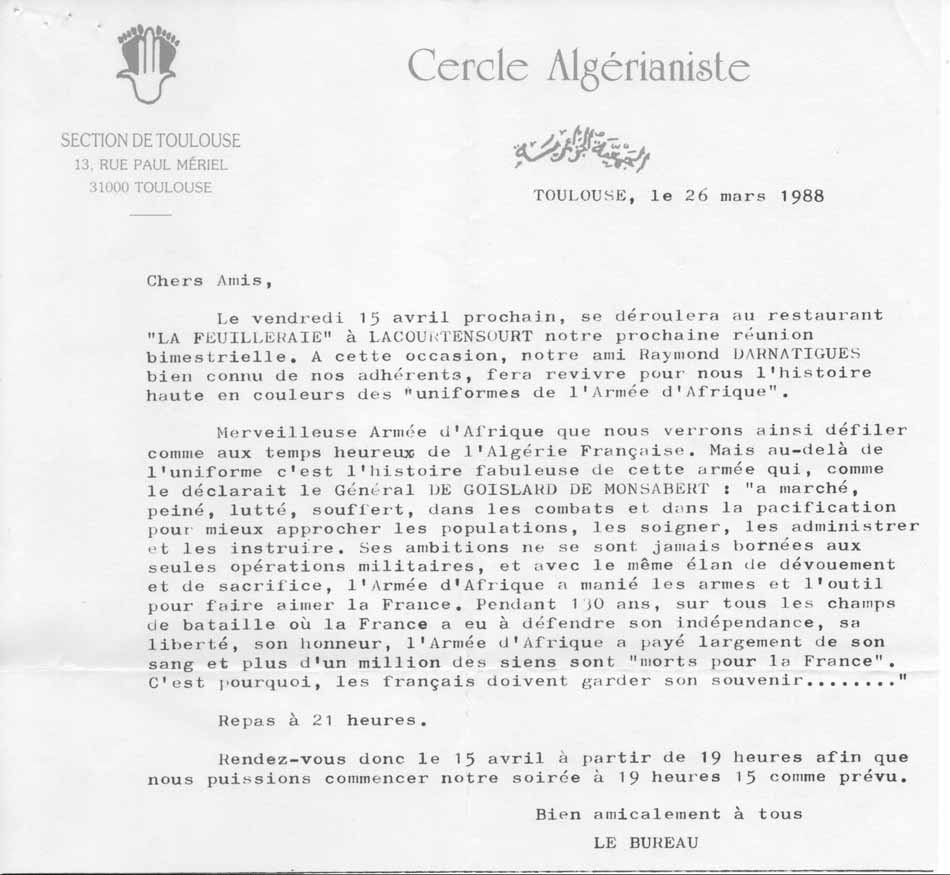 Cercle Algérianiste
SECTION DE TOULOUSE
13, RUE PAUL MÉRIEL
31000 TOULOUSE
الجمعية الجزائرية
TOULOUSE, le 26 mars 1988
Chers Amis,
Le vendredi 15 avril prochain, se déroulera au restaurant
"LA FEUILLERAIE" à LACOURTENSOURT notre prochaine réunion
bimestrielle. A cette occasion, notre ami Raymond DARNATIGUES
bien connu de nos adhérents, fera revivre pour nous l'histoire
haute en couleurs des "uniformes de l'Armée d'Afrique".
Merveilleuse Armée d'Afrique que nous verrons ainsi défiler
comme aux temps heureux de l'Algérie Française. Mais au-delà de
l'uniforme c'est l'histoire fabuleuse de cette armée qui, comme
le déclarait le Général DE GOISLARD DE MONSABERT : "a marché,
peiné, lutté, souffert, dans les combats et dans la pacification
pour mieux approcher les populations, les soigner, les administrer
et les instruire. Ses ambitions ne se sont jamais bornées aux
seules opérations militaires, et avec le même élan de dévouement
et de sacrifice, l'Armée d'Afrique a manié les armes et l'outil
pour faire aimer la France. Pendant 130 ans, sur tous les champs
de bataille où la France a eu à défendre son indépendance, sa
liberté, son honneur, l'Armée d'Afrique a payé largement de son
sang et plus d'un million des siens sont "morts pour la France".
C'est pourquoi, les français doivent garder son souvenir........"
Repas à 21 heures.
Rendez-vous donc le 15 avril à partir de 19 heures afin que
nous puissions commencer notre soirée à 19 heures 15 comme prévu.
Bien amicalement à tous
LE BUREAU